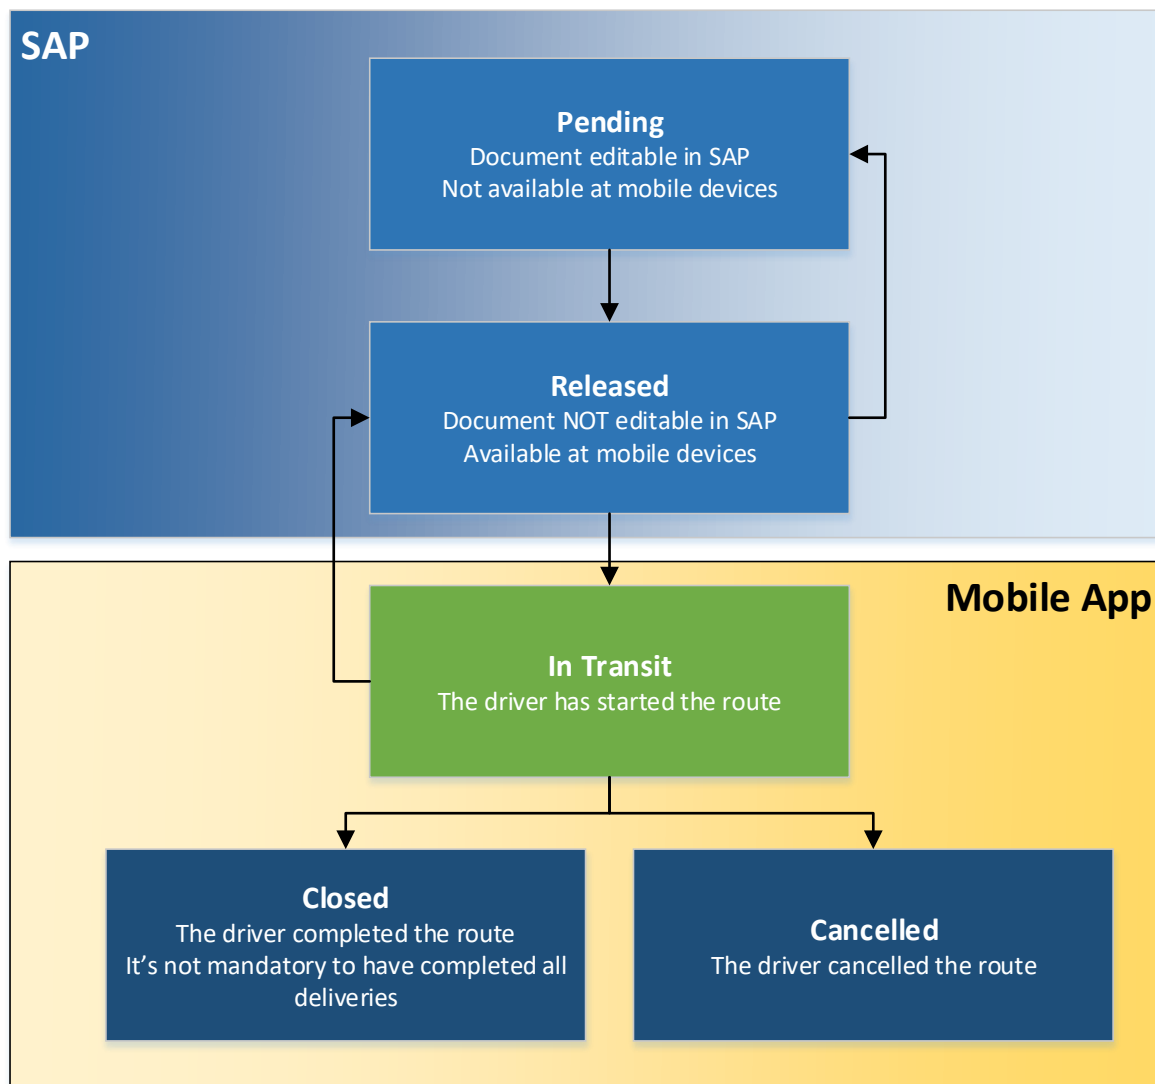 SAP
Pending
Document editable in SAP
Not available at mobile devices
Released
Document NOT editable in SAP
Available at mobile devices
Mobile App
In Transit
The driver has started the route
Closed
The driver completed the route
It’s not mandatory to have completed all
deliveries
Cancelled
The driver cancelled the route